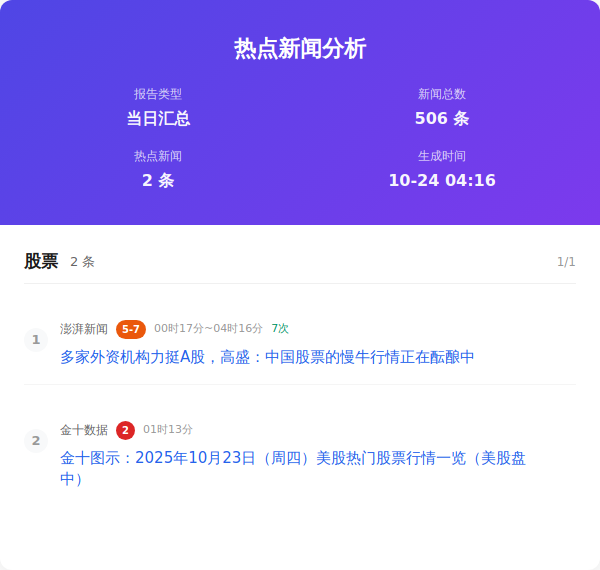 热点新闻分析
报告类型
新闻总数
当日汇总
506 条
热点新闻
生成时间
2 条
10-24 04:16
股票 2 条 1/1
1
澎湃新闻 5-7 00时17分~04时16分 7次
多家外资机构力挺A股，高盛：中国股票的慢牛行情正在酝酿中
2
金十数据 2 01时13分
金十图示：2025年10月23日（周四）美股热门股票行情一览（美股盘
中）